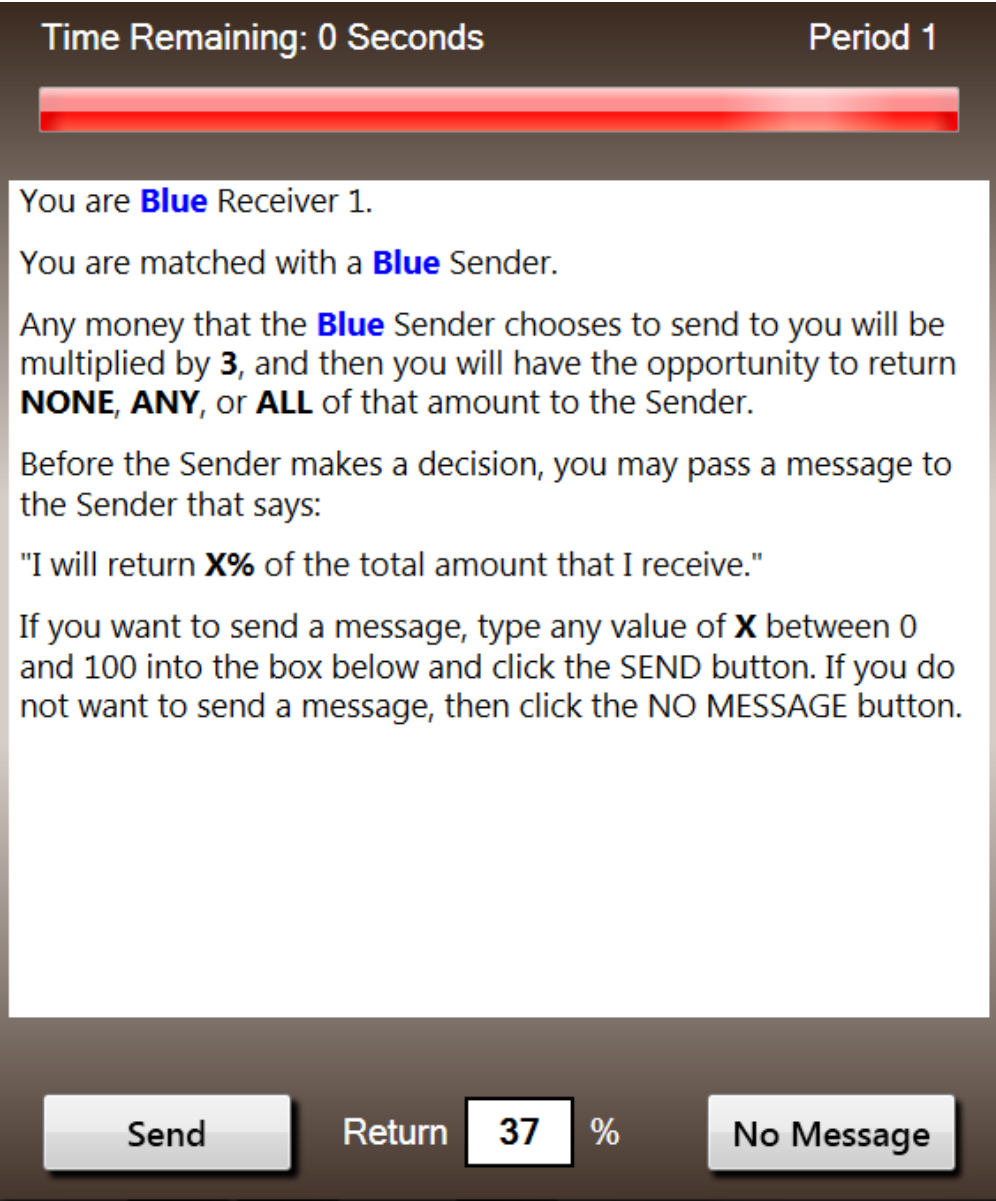 Time Remaining: 0 Seconds Period 1
You are Blue Receiver 1.
You are matched with a Blue Sender.
Any money that the Blue Sender chooses to send to you will be
multiplied by 3, and then you will have the opportunity to return
NONE, ANY, or ALL of that amount to the Sender.
Before the Sender makes a decision, you may pass a message to
the Sender that says:
"I will return X% of the total amount that I receive."
If you want to send a message, type any value of X between 0
and 100 into the box below and click the SEND button. If you do
not want to send a message, then click the NO MESSAGE button.
Send Return 37 % No Message